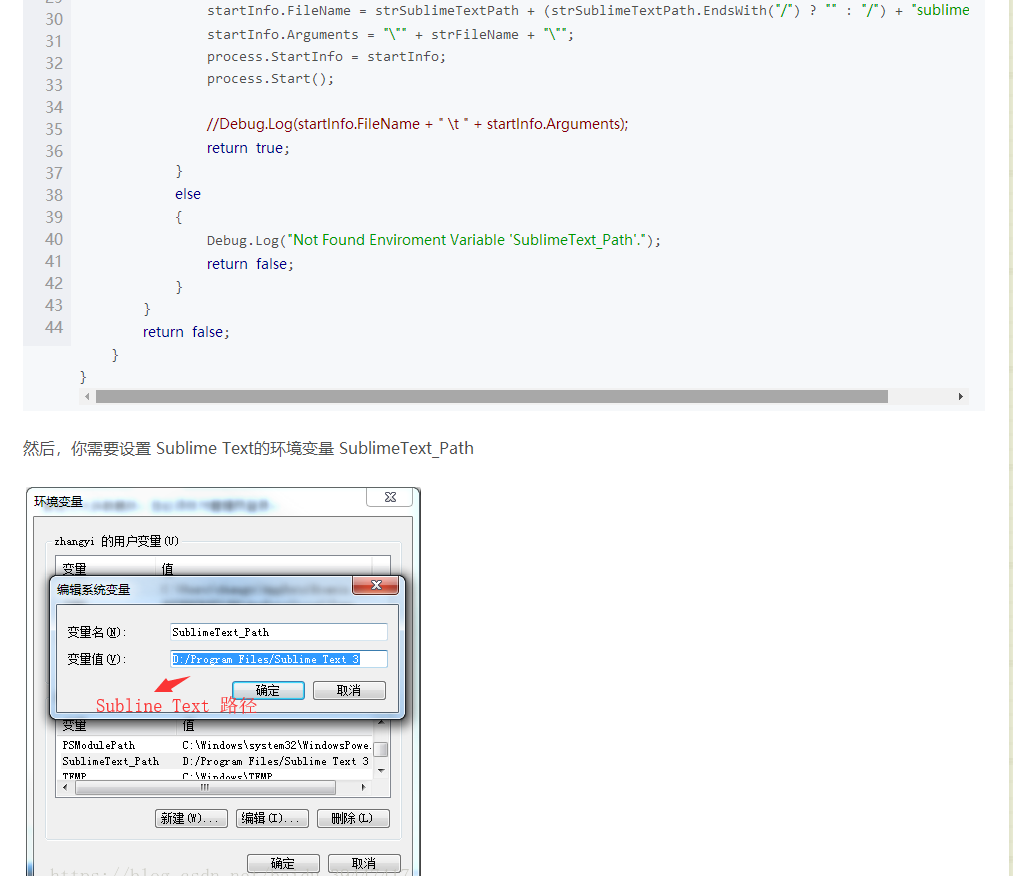 30 startInfo.FileName = strSublimeTextPath + (strSublimeTextPath.EndsWith("/") ? "" : "/") + "sublime
31 startInfo.Arguments = "\"" + strFileName + "\"";
32 process.StartInfo = startInfo;
33 process.Start();
34
35 //Debug.Log(startInfo.FileName + " \t " + startInfo.Arguments);
36 return true;
37 }
38 else
39 {
40 Debug.Log("Not Found Enviroment Variable 'SublimeText_Path'.");
41 return false;
42 }
43 }
44 return false;
}
}
然后，你需要设置 Sublime Text的环境变量 SublimeText_Path
环境变量
zhangyi 的用户变量(U)
变量 值
编辑系统变量
变量名(N): SublimeText_Path
变量值(V): D:/Program Files/Sublime Text 3
确定 取消
Subline Text 路径
变量 值
PSModulePath C:\Windows\system32\WindowsPowe.
SublimeText_Path D:/Program Files/Sublime Text 3
TEMP C:\Windows\TEMP
新建(W)... 编辑(I)... 删除(L)
确定 取消